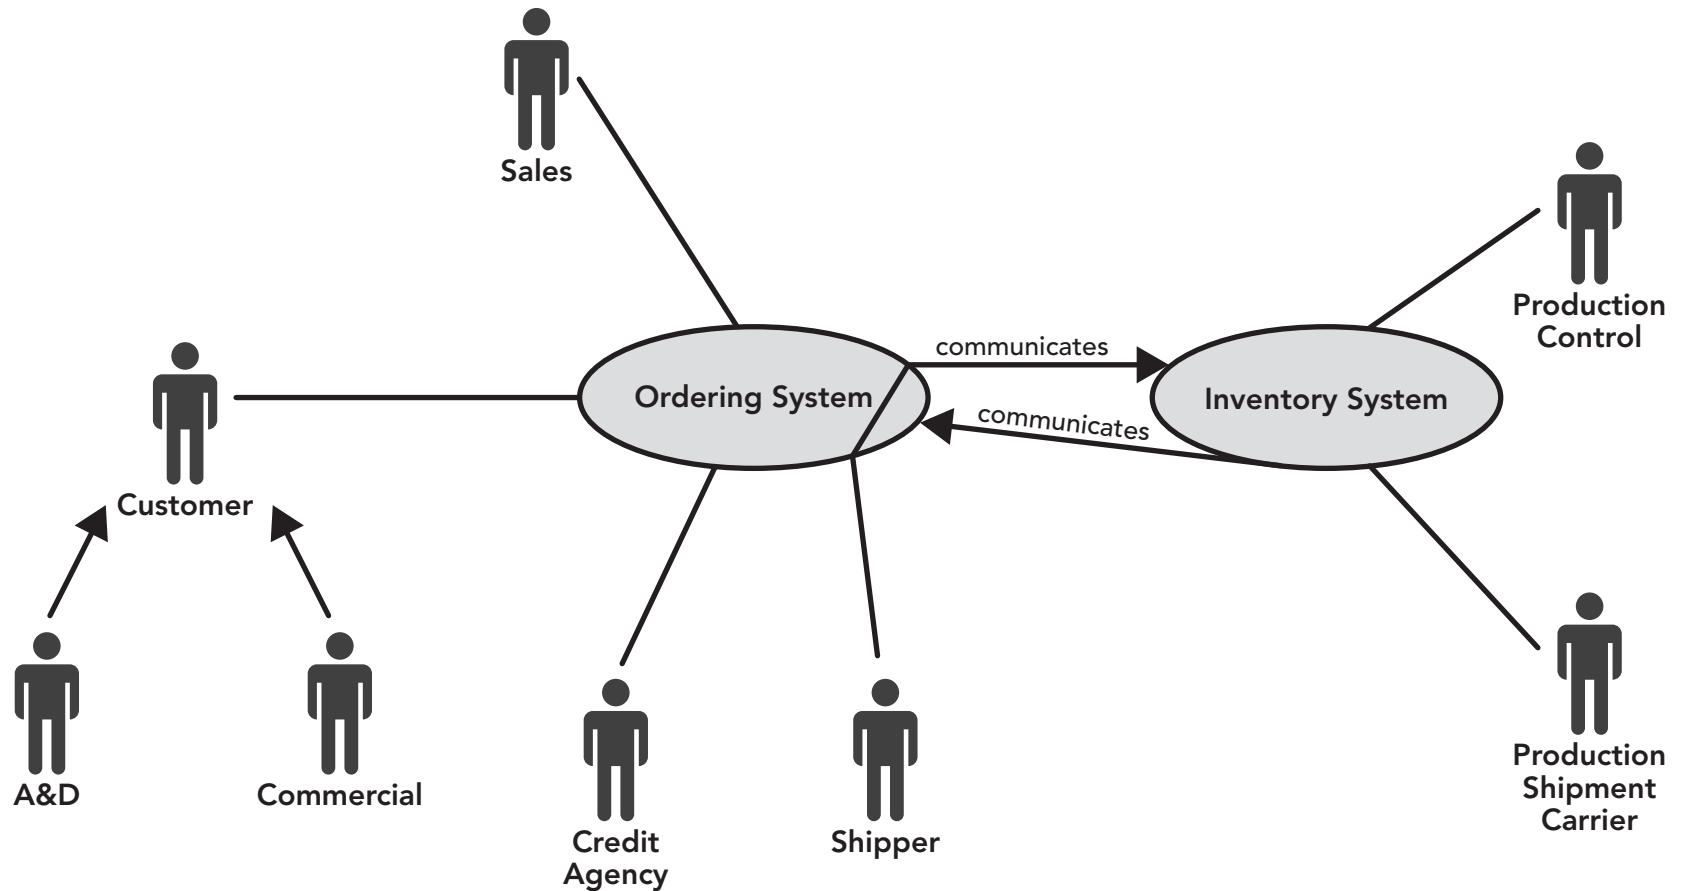 Sales
Production
Control
communicates
Ordering System
Inventory System
communicates
Customer
A&D
Commercial
Credit
Agency
Shipper
Production
Shipment
Carrier